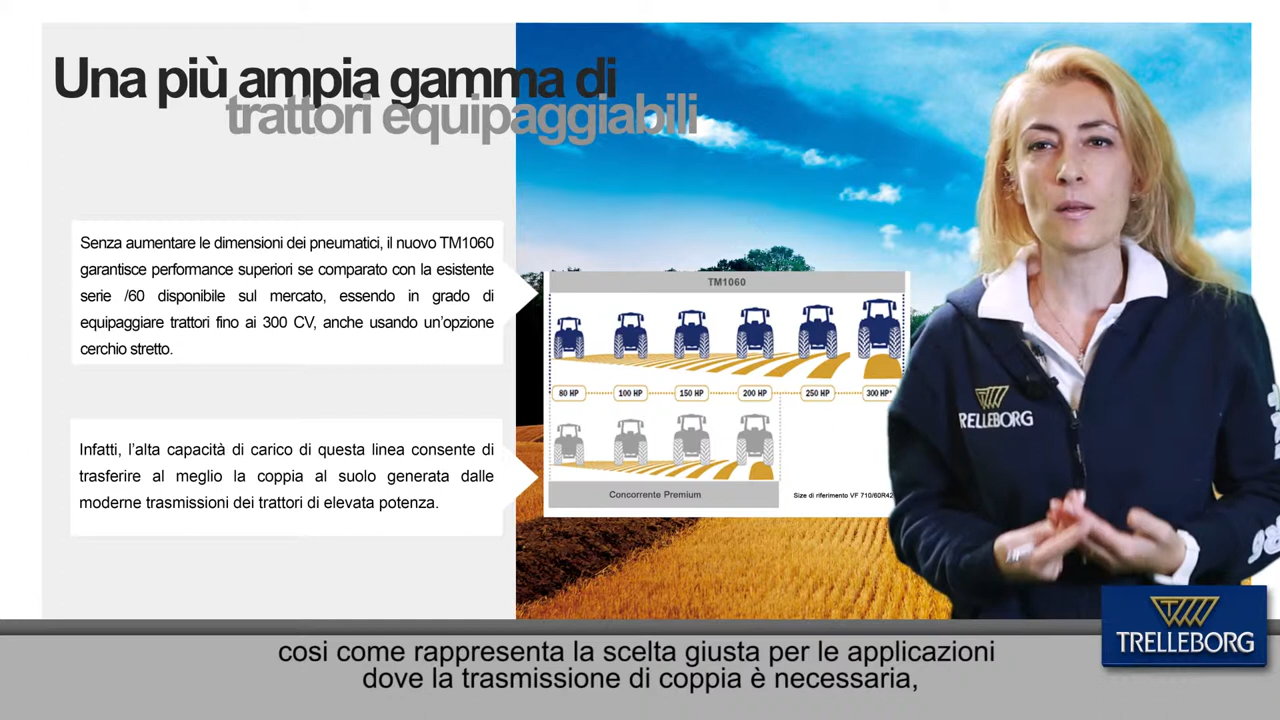 Una più ampia gamma di
trattori equipaggiabili
Senza aumentare le dimensioni dei pneumatici, il nuovo TM1060
garantisce performance superiori se comparato con la esistente
serie /60 disponibile sul mercato, essendo in grado di
equipaggiare trattori fino ai 300 CV, anche usando un’opzione
cerchio stretto.
Infatti, l’alta capacità di carico di questa linea consente di
trasferire al meglio la coppia al suolo generata dalle
moderne trasmissioni dei trattori di elevata potenza.
TM1060
80 HP 100 HP 150 HP 200 HP 250 HP 300 HP*
Concorrente Premium
Size di riferimento VF 710/60R42
TRELLEBORG
TRELLEBORG
cosi come rappresenta la scelta giusta per le applicazioni
dove la trasmissione di coppia è necessaria,